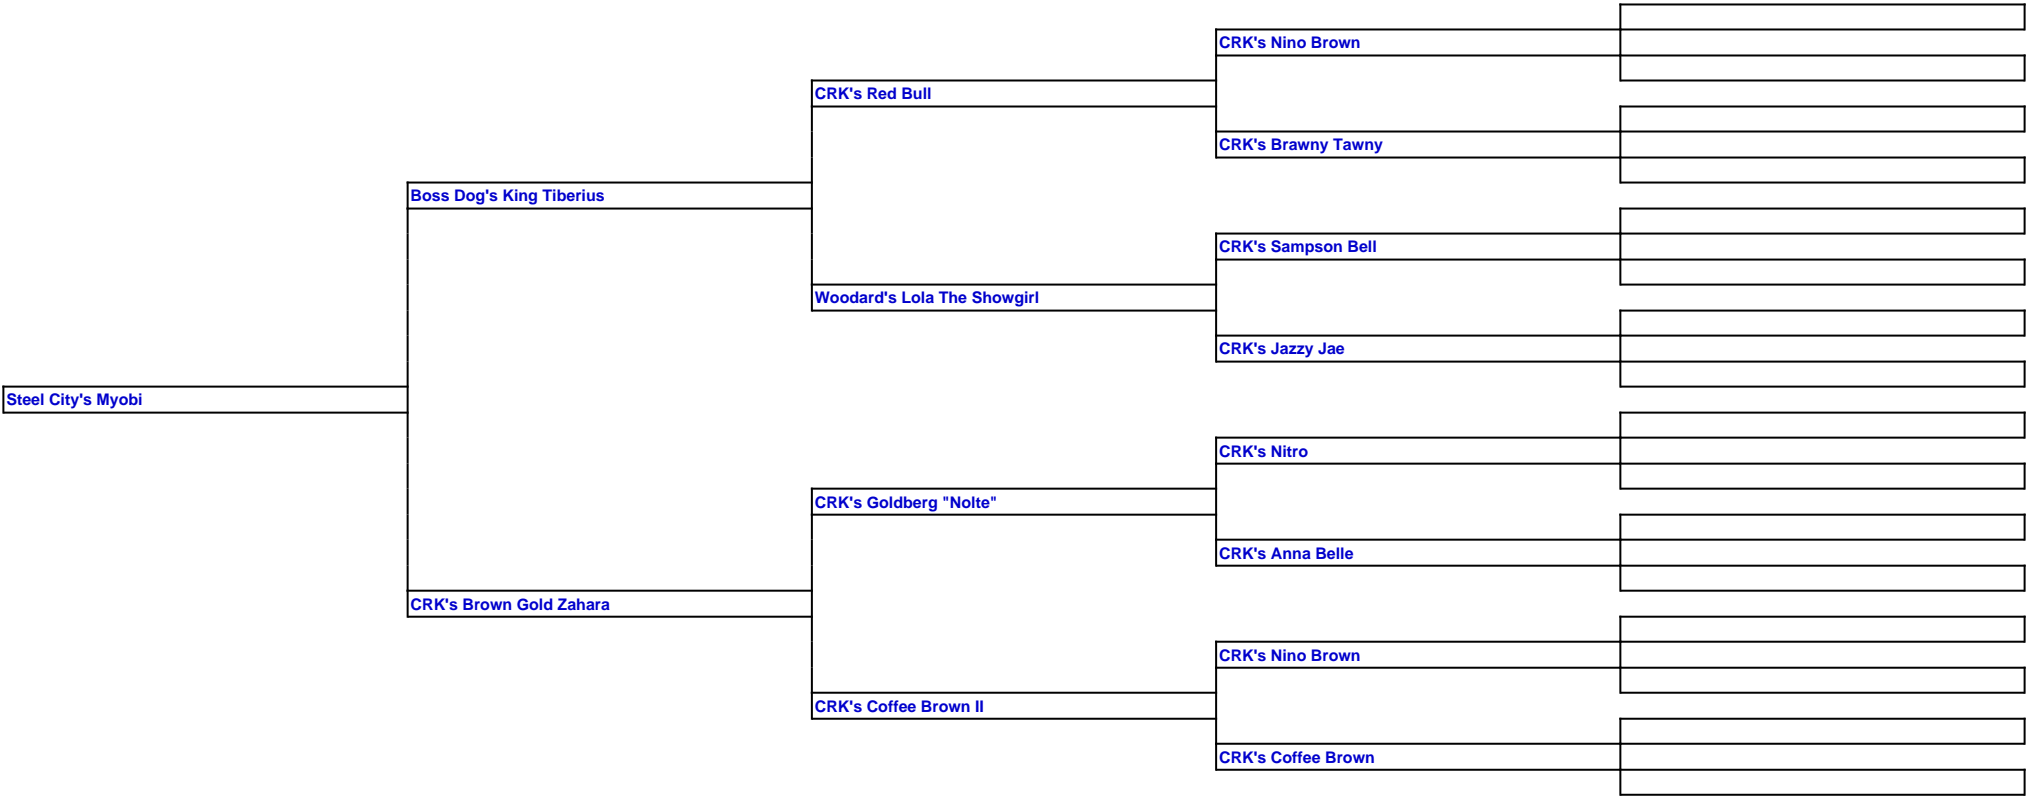 CRK's Nino Brown
CRK's Red Bull
CRK's Brawny Tawny
Boss Dog's King Tiberius
CRK's Sampson Bell
Woodard's Lola The Showgirl
CRK's Jazzy Jae
Steel City's Myobi
CRK's Nitro
CRK's Goldberg "Nolte"
CRK's Anna Belle
CRK's Brown Gold Zahara
CRK's Nino Brown
CRK's Coffee Brown II
CRK's Coffee Brown